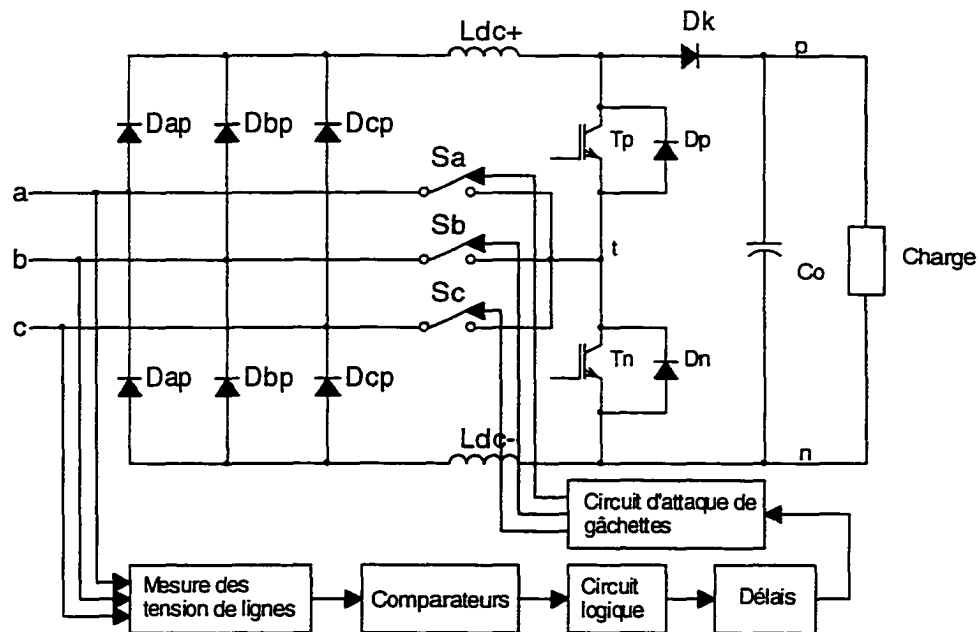 Ldc+
Dk
p
Dap
Dbp
Dcp
Sa
Tp
Dp
a
Sb
b
t
Co
Charge
Sc
c
Dap
Dbp
Dcp
Tn
Dn
Ldc-
n
Circuit d'attaque de
gâchettes
Mesure des
tension de lignes
Comparateurs
Circuit
logique
Délais